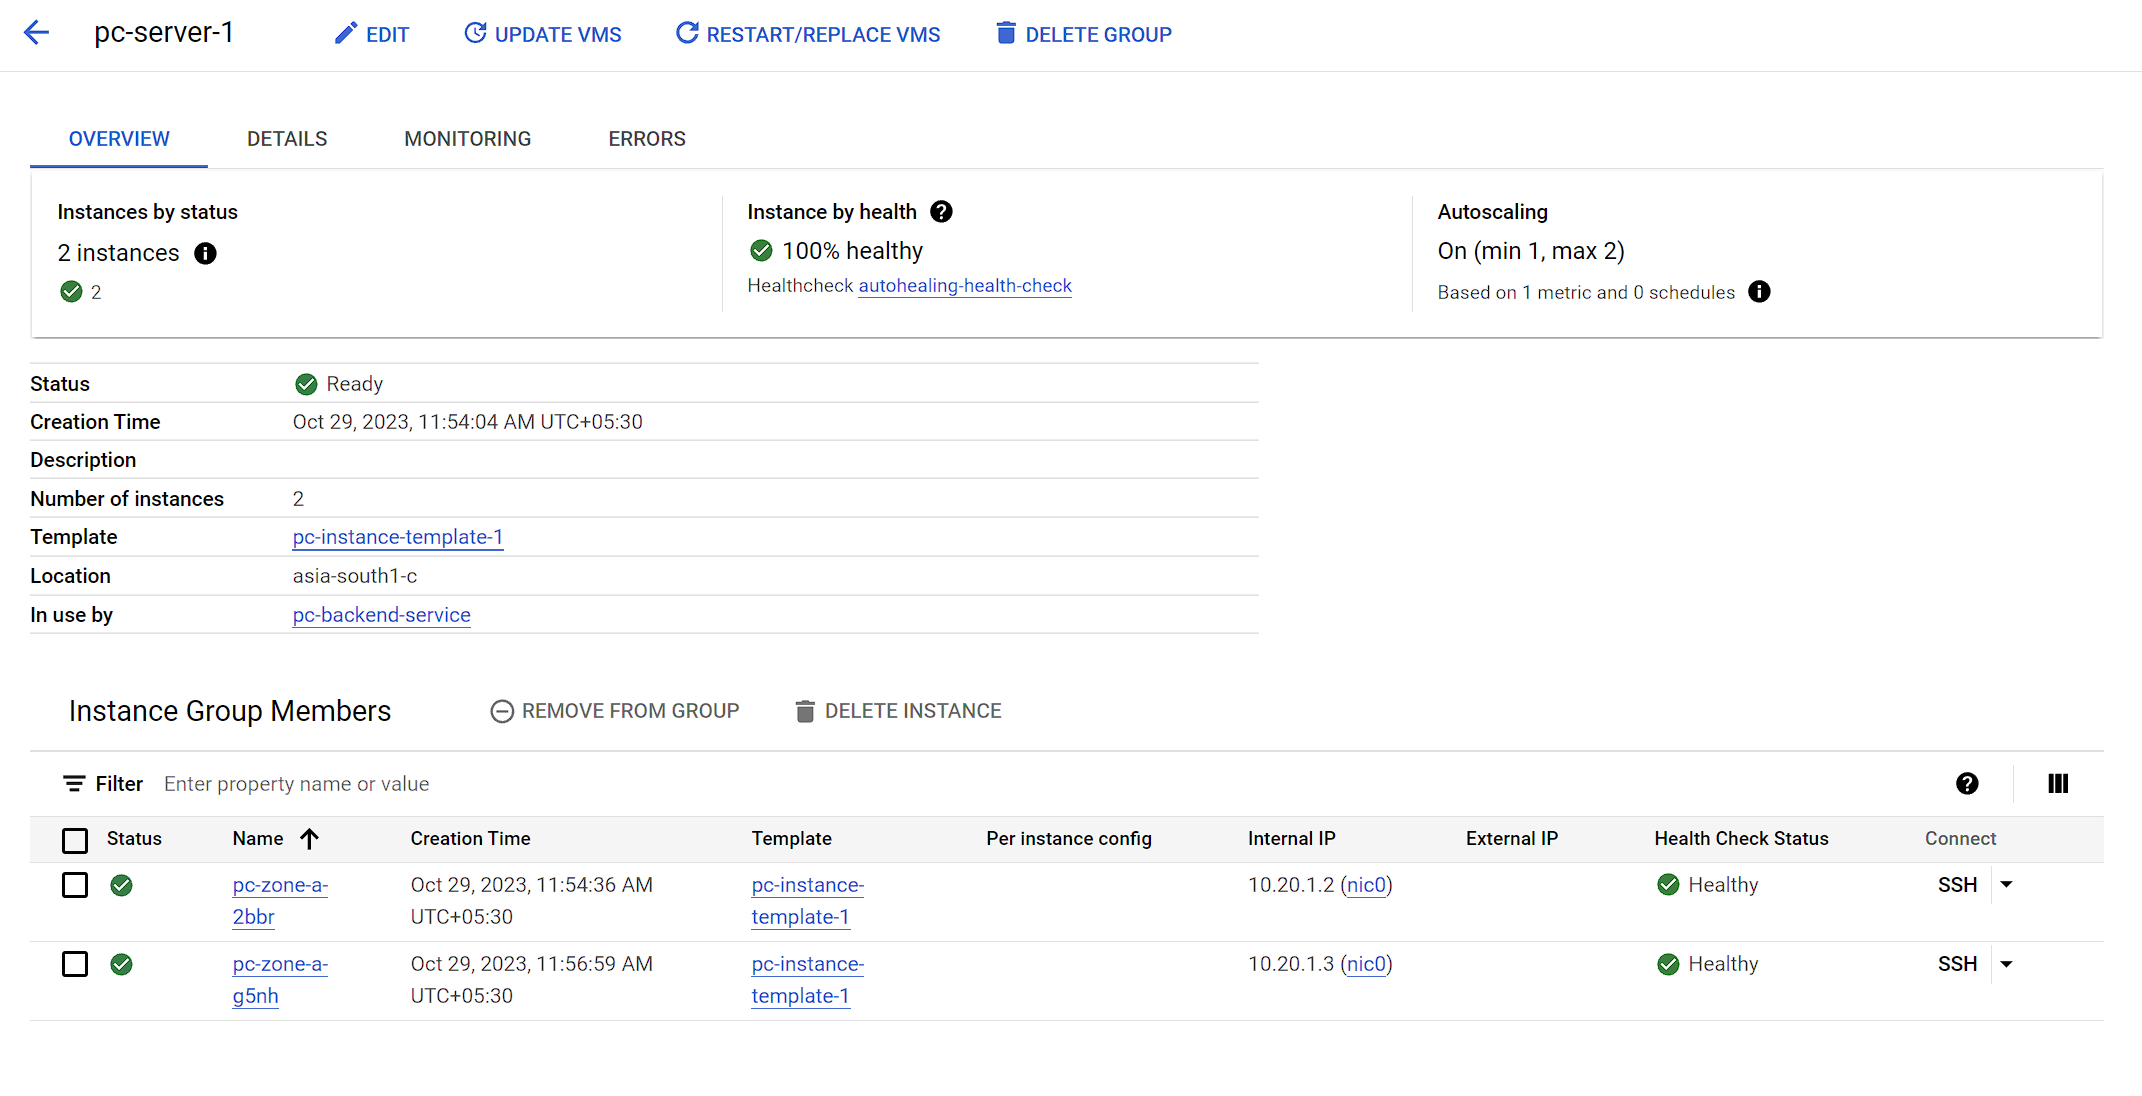 pc-server-1 EDIT UPDATE VMS RESTART/REPLACE VMS DELETE GROUP
OVERVIEW DETAILS MONITORING ERRORS
Instances by status
2 instances
2
Instance by health
100% healthy
Healthcheck autohealing-health-check
Autoscaling
On (min 1, max 2)
Based on 1 metric and 0 schedules
Status Ready
Creation Time Oct 29, 2023, 11:54:04 AM UTC+05:30
Description
Number of instances 2
Template pc-instance-template-1
Location asia-south1-c
In use by pc-backend-service
Instance Group Members REMOVE FROM GROUP DELETE INSTANCE
Filter Enter property name or value
Status Name Creation Time Template Per instance config Internal IP External IP Health Check Status Connect
pc-zone-a- Oct 29, 2023, 11:54:36 AM pc-instance- 10.20.1.2 (nic0) Healthy SSH
2bbr UTC+05:30 template-1
pc-zone-a- Oct 29, 2023, 11:56:59 AM pc-instance- 10.20.1.3 (nic0) Healthy SSH
g5nh UTC+05:30 template-1